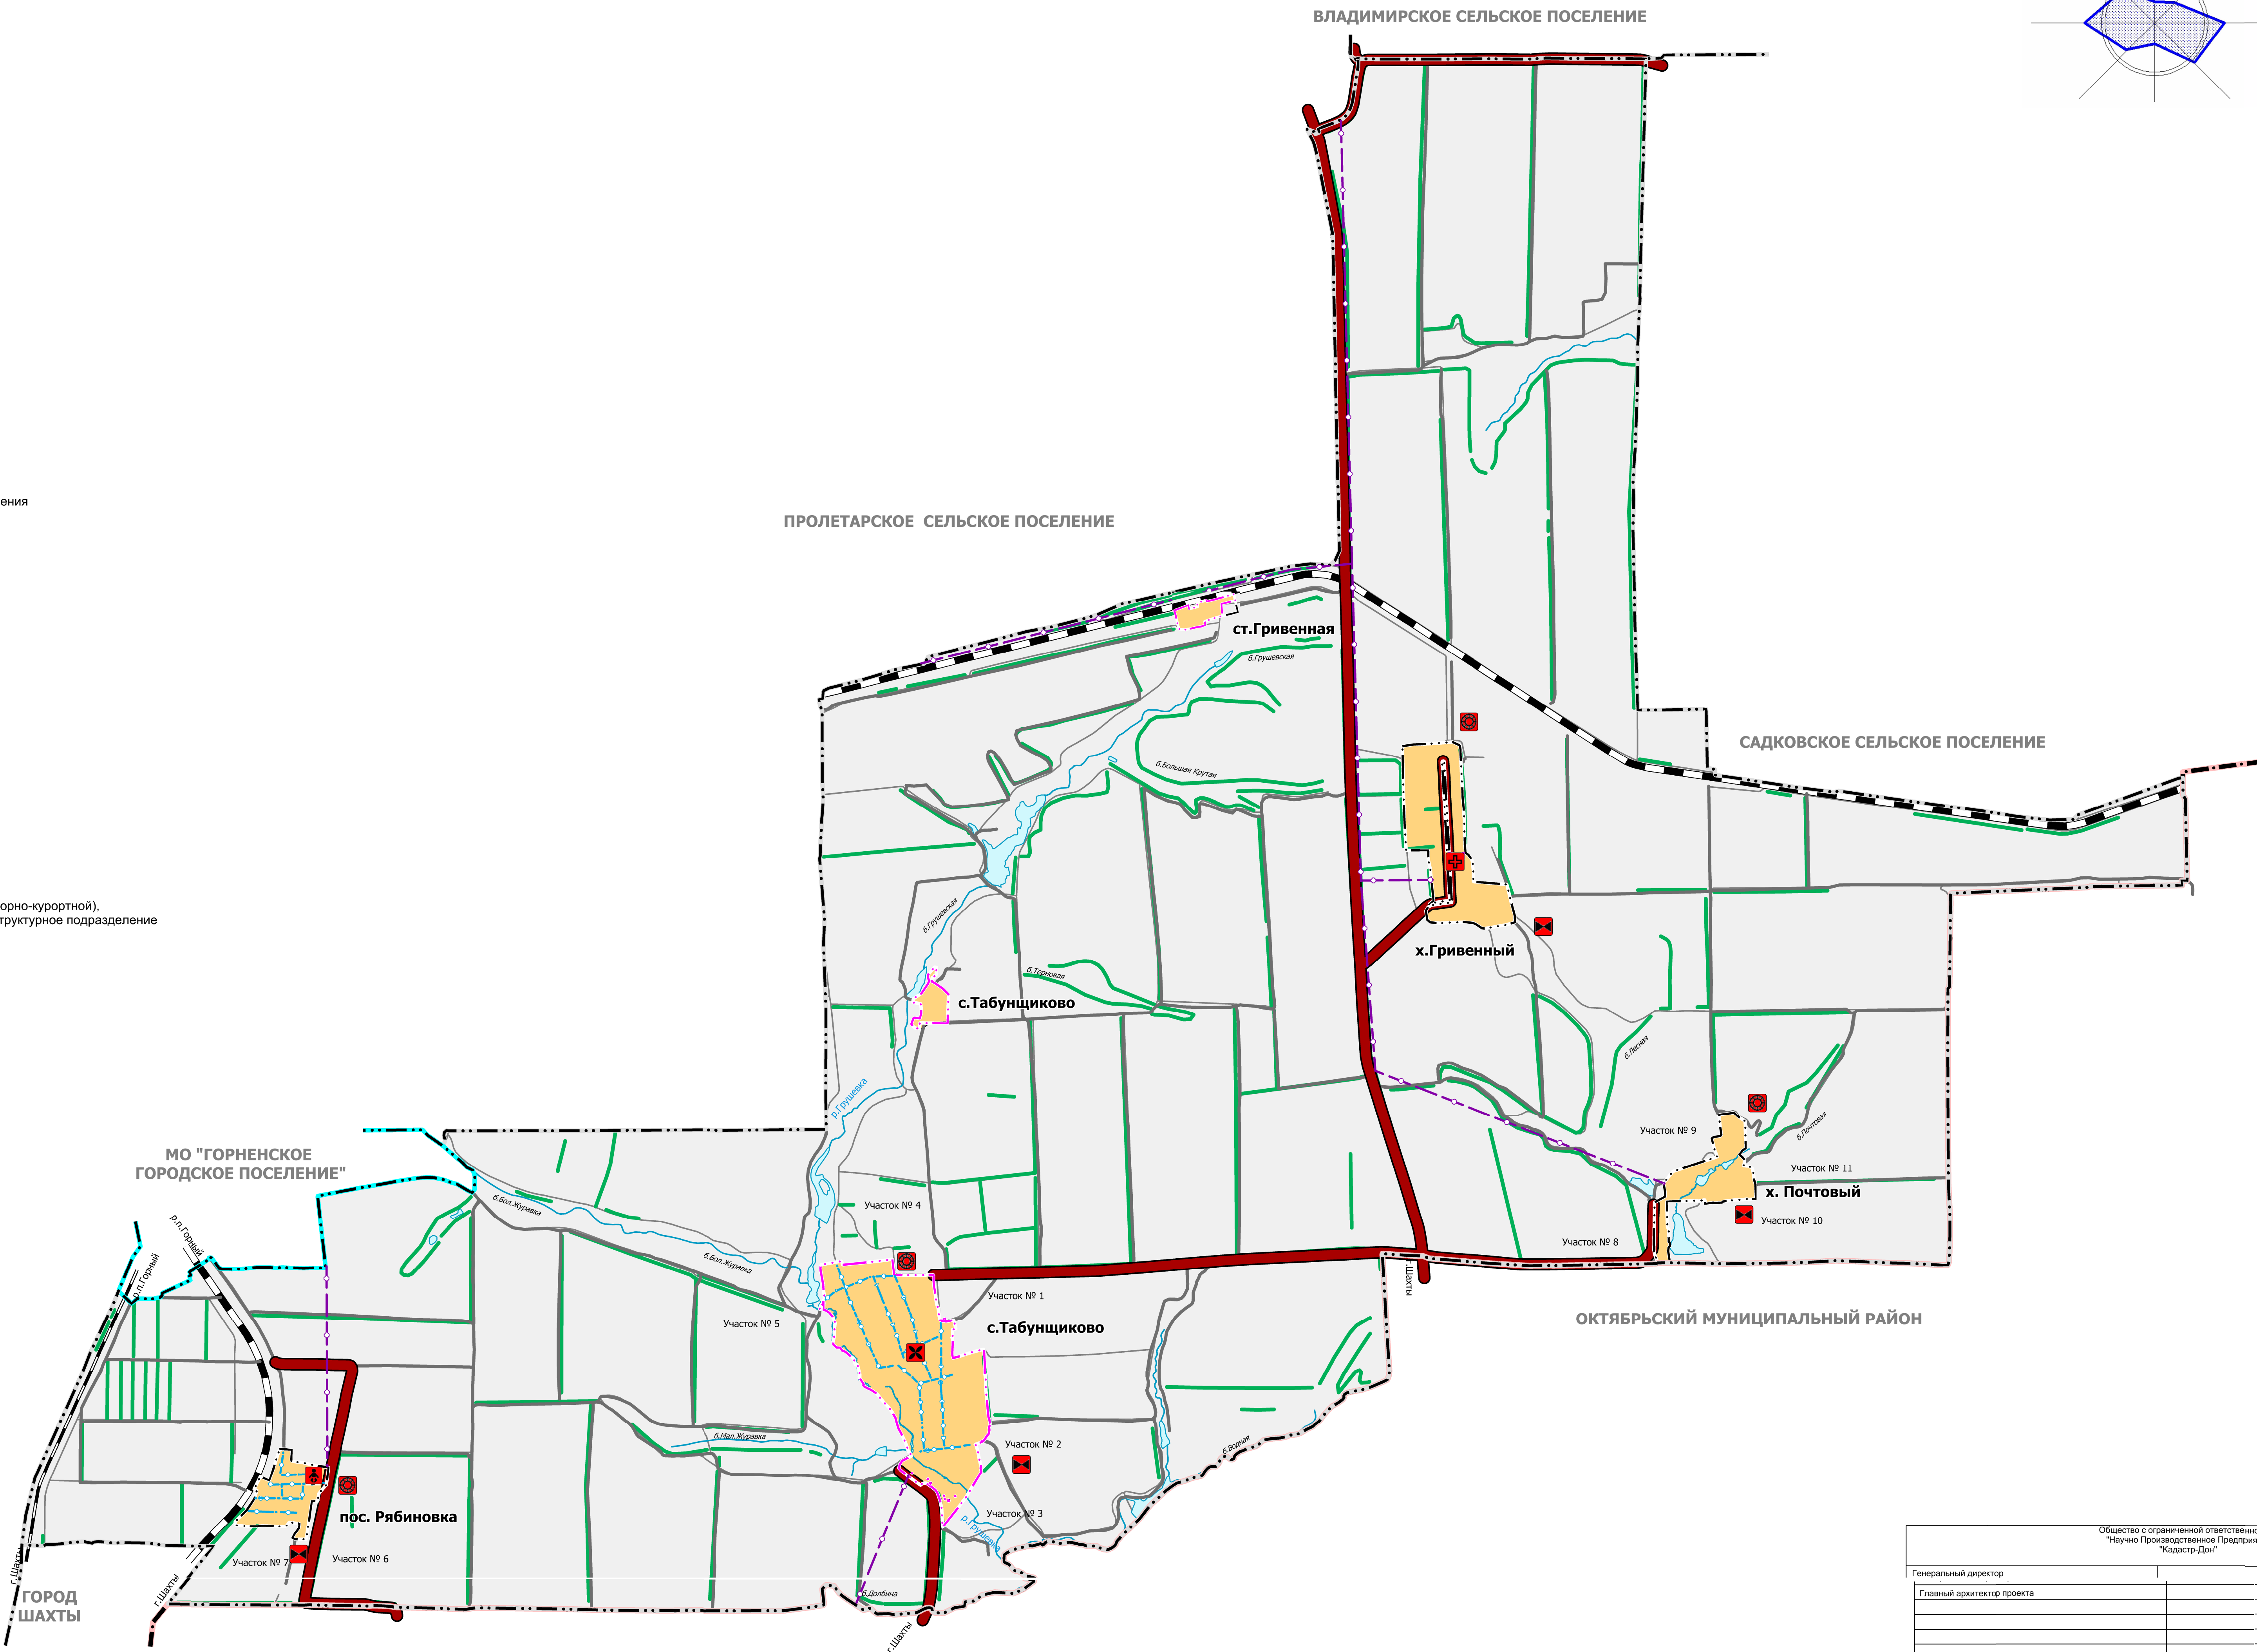 ВЛАДИМИРСКОЕ СЕЛЬСКОЕ ПОСЕЛЕНИЕ
ения
ПРОЛЕТАРСКОЕ СЕЛЬСКОЕ ПОСЕЛЕНИЕ
ст.Гривенная
б.Грушевская
САДКОВСКОЕ СЕЛЬСКОЕ ПОСЕЛЕНИЕ
б.Большая Крутая
орно-курортной),
труктурное подразделение
б.Грушевская
х.Гривенный
б.Терновая
с.Табунщиково
б.Лесная
р.Грушевка
б.Почтовая
Участок № 9
МО "ГОРНЕНСКОЕ
ГОРОДСКОЕ ПОСЕЛЕНИЕ"
Участок № 11
х. Почтовый
б.Бол.Журавка
Участок № 4
Участок № 10
р.п.Горный
р.п.Горный
б.Бол.Журавка
Участок № 8
г.Шахты
Участок № 1
Участок № 5
с.Табунщиково
ОКТЯБРЬСКИЙ МУНИЦИПАЛЬНЫЙ РАЙОН
б.Мал.Журавка
Участок № 2
б.Водная
пос. Рябиновка
Участок № 3
р.Грушевка
Участок № 7
Участок № 6
г.Шахты
г.Шахты
б.Долбина
ГОРОД
ШАХТЫ
г.Шахты
Общество с ограниченной ответственно
"Научно Производственное Предприя
"Кадастр-Дон"
Генеральный директор
Главный архитектор проекта